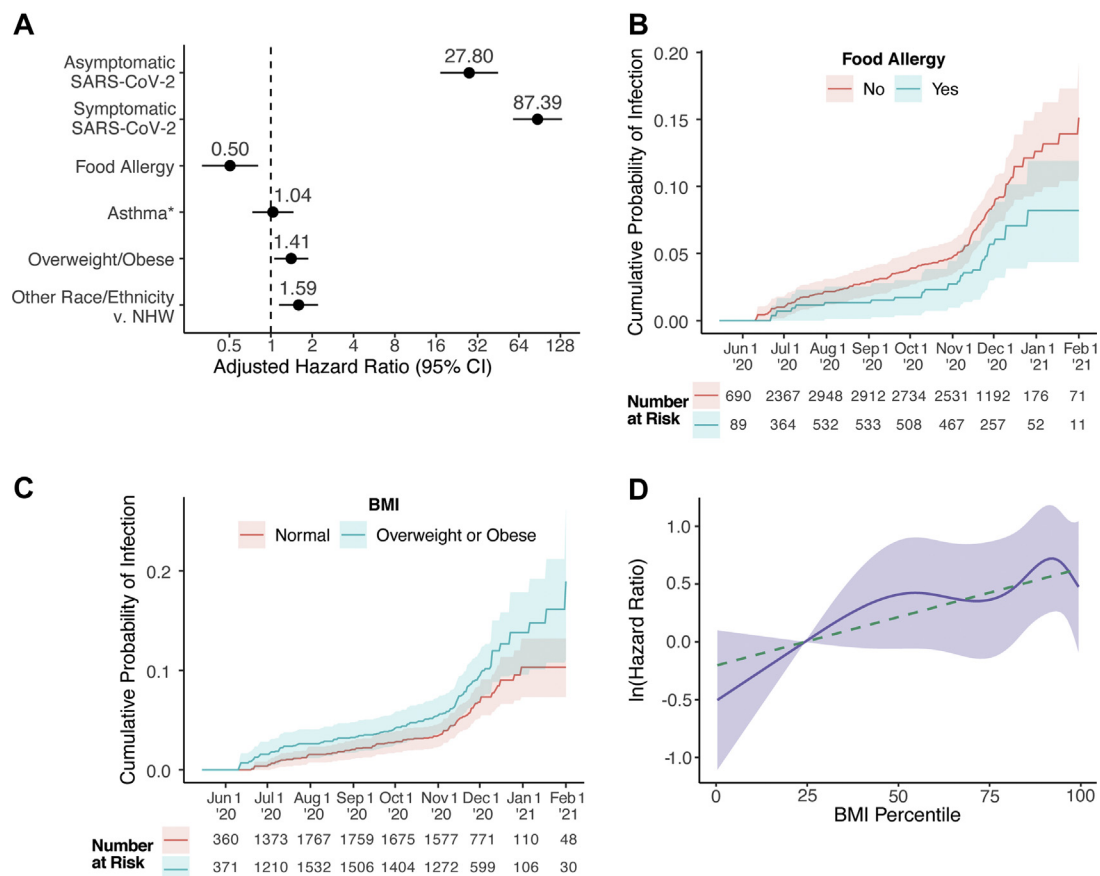 A
Asymptomatic
SARS-CoV-2
27.80
Symptomatic
SARS-CoV-2
87.39
Food Allergy
0.50
Asthma*
1.04
Overweight/Obese
1.41
Other Race/Ethnicity
v. NHW
1.59
0.5 1 2 4 8 16 32 64 128
Adjusted Hazard Ratio (95% CI)
B
Cumulative Probability of Infection
0.20
0.15
0.10
0.05
0.00
Food Allergy
No Yes
Jun 1 Jul 1 Aug 1 Sep 1 Oct 1 Nov 1 Dec 1 Jan 1 Feb 1
'20 '20 '20 '20 '20 '20 '20 '21 '21
Number
at Risk
690 2367 2948 2912 2734 2531 1192 176 71
89 364 532 533 508 467 257 52 11
C
Cumulative Probability of Infection
0.2
0.1
0.0
BMI
Normal Overweight or Obese
Jun 1 Jul 1 Aug 1 Sep 1 Oct 1 Nov 1 Dec 1 Jan 1 Feb 1
'20 '20 '20 '20 '20 '20 '20 '21 '21
Number
at Risk
360 1373 1767 1759 1675 1577 771 110 48
371 1210 1532 1506 1404 1272 599 106 30
D
ln(Hazard Ratio)
1.0
0.5
0.0
-0.5
-1.0
0 25 50 75 100
BMI Percentile